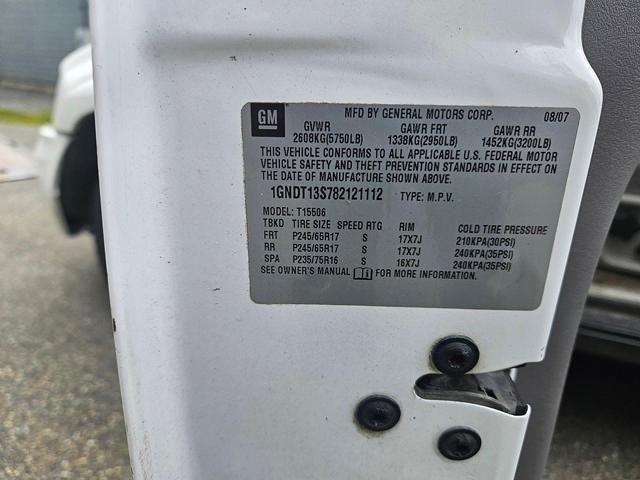 GM
MFD BY GENERAL MOTORS CORP. 08/07
GVWR GAWR FRT GAWR RR
2608KG(5750LB) 1338KG(2950LB) 1452KG(3200LB)
THIS VEHICLE CONFORMS TO ALL APPLICABLE U.S. FEDERAL MOTOR
VEHICLE SAFETY AND THEFT PREVENTION STANDARDS IN EFFECT ON
THE DATE OF MANUFACTURE SHOWN ABOVE.
1GNDT13S782121112 TYPE: M.P.V.
MODEL: T15506
TBKD TIRE SIZE SPEED RTG RIM COLD TIRE PRESSURE
FRT P245/65R17 S 17X7J 210KPA(30PSI)
RR P245/65R17 S 17X7J 240KPA(35PSI)
SPA P235/75R16 S 16X7J 240KPA(35PSI)
SEE OWNER'S MANUAL FOR MORE INFORMATION.